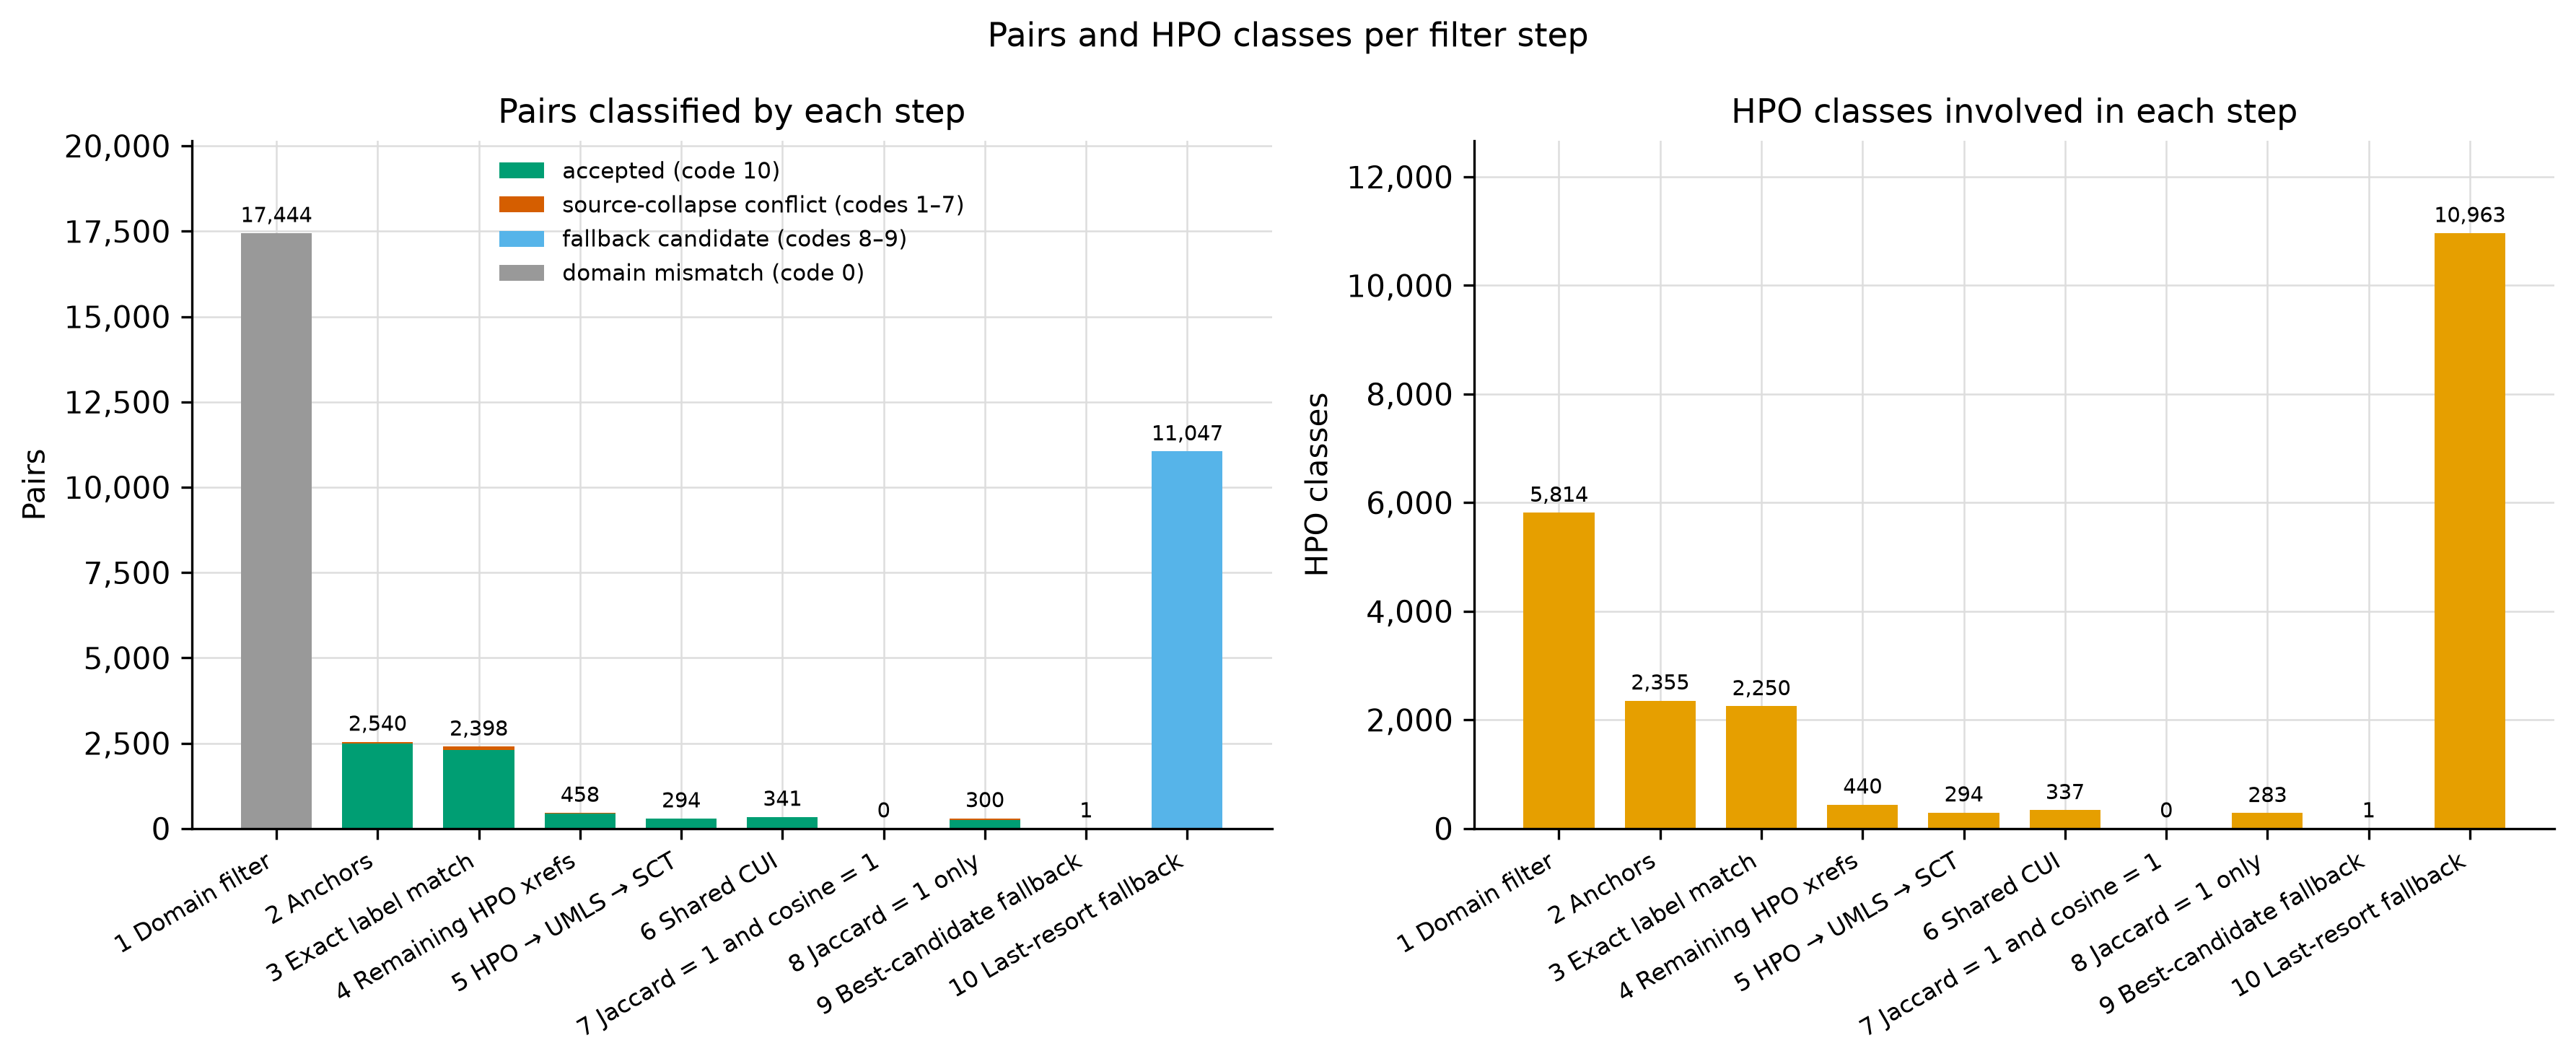 Pairs and HPO classes per filter step
Pairs classified by each step
Pairs
20,000
17,500
15,000
12,500
10,000
7,500
5,000
2,500
0
accepted (code 10)
source-collapse conflict (codes 1–7)
fallback candidate (codes 8–9)
domain mismatch (code 0)
17,444
2,540
2,398
458
294
341
0
300
1
11,047
1 Domain filter
2 Anchors
3 Exact label match
4 Remaining HPO xrefs
5 HPO → UMLS → SCT
6 Shared CUI
7 Jaccard = 1 and cosine = 1
8 Jaccard = 1 only
9 Best-candidate fallback
10 Last-resort fallback
HPO classes involved in each step
HPO classes
12,000
10,000
8,000
6,000
4,000
2,000
0
5,814
2,355
2,250
440
294
337
0
283
1
10,963
1 Domain filter
2 Anchors
3 Exact label match
4 Remaining HPO xrefs
5 HPO → UMLS → SCT
6 Shared CUI
7 Jaccard = 1 and cosine = 1
8 Jaccard = 1 only
9 Best-candidate fallback
10 Last-resort fallback